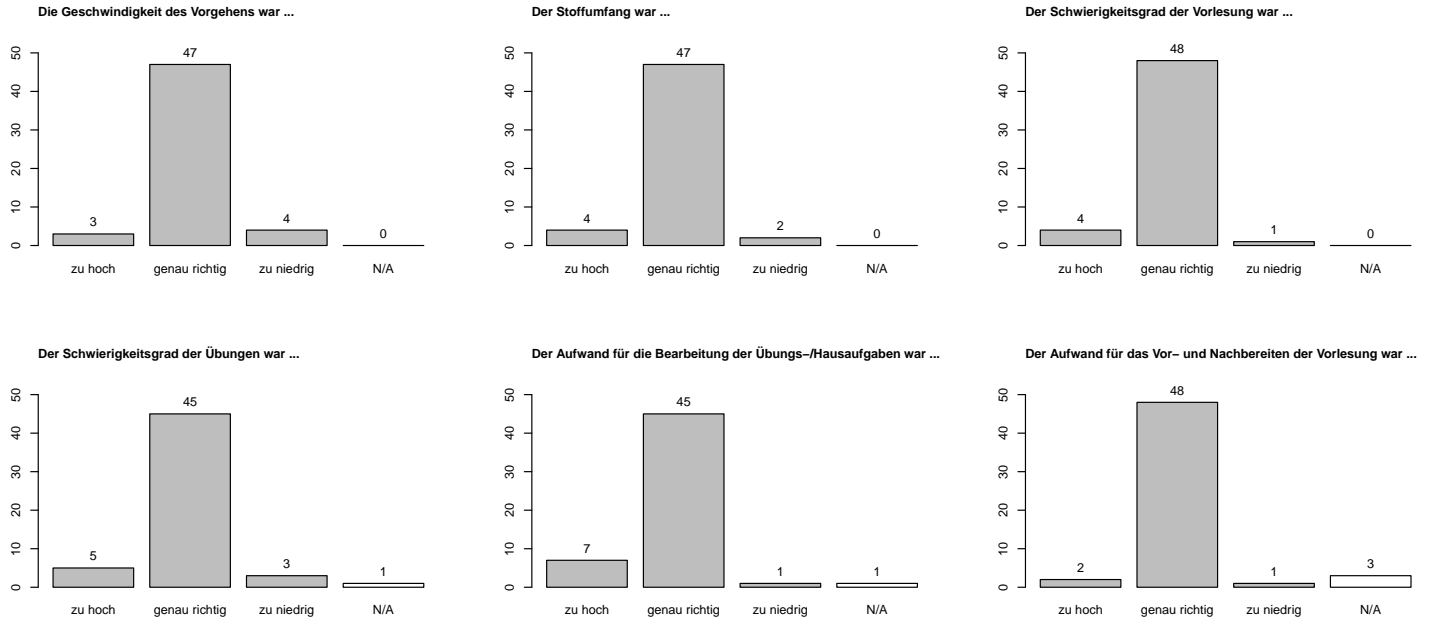 Die Geschwindigkeit des Vorgehens war ...
50
40
30
20
10
0
3
47
4
0
zu hoch
genau richtig
zu niedrig
N/A
Der Stoffumfang war ...
50
40
30
20
10
0
4
47
2
0
zu hoch
genau richtig
zu niedrig
N/A
Der Schwierigkeitsgrad der Vorlesung war ...
50
40
30
20
10
0
4
48
1
0
zu hoch
genau richtig
zu niedrig
N/A
Der Schwierigkeitsgrad der Übungen war ...
50
40
30
20
10
0
5
45
3
1
zu hoch
genau richtig
zu niedrig
N/A
Der Aufwand für die Bearbeitung der Übungs−/Hausaufgaben war ...
50
40
30
20
10
0
7
45
1
1
zu hoch
genau richtig
zu niedrig
N/A
Der Aufwand für das Vor− und Nachbereiten der Vorlesung war ...
50
40
30
20
10
0
2
48
1
3
zu hoch
genau richtig
zu niedrig
N/A